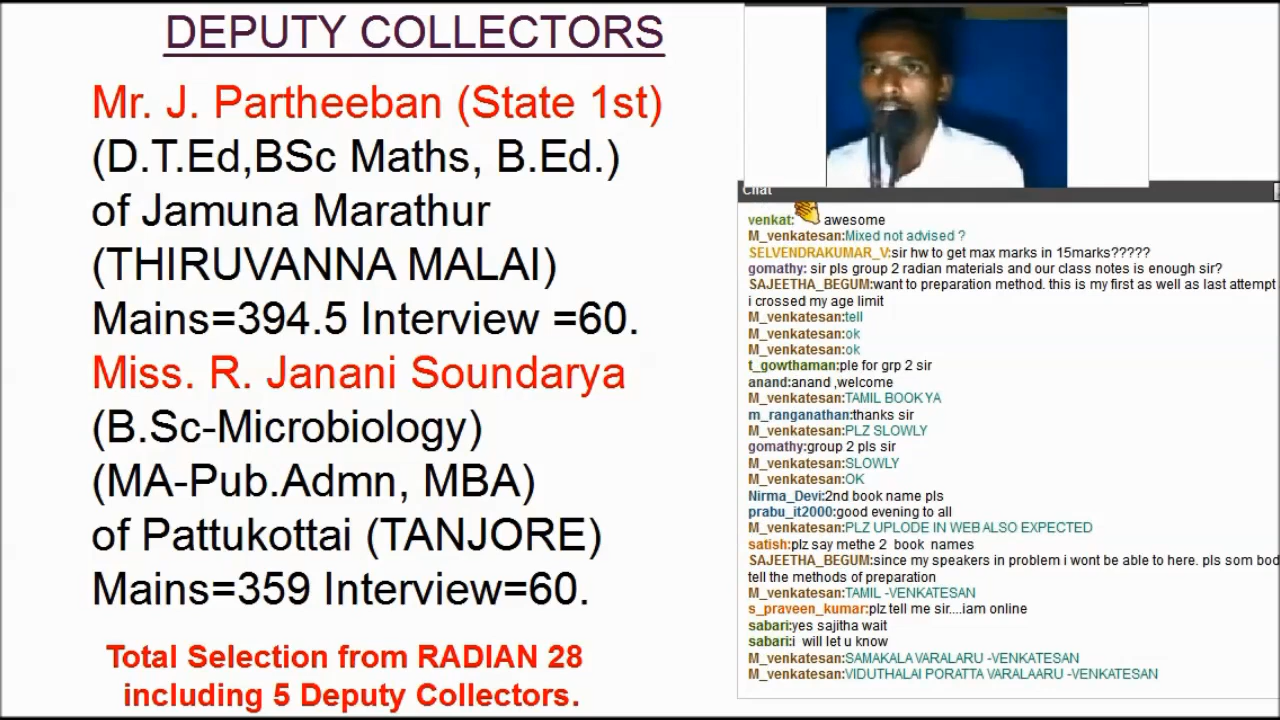 DEPUTY COLLECTORS
Mr. J. Partheeban (State 1st)
(D.T.Ed,BSc Maths, B.Ed.)
of Jamuna Marathur
(THIRUVANNA MALAI)
Mains=394.5 Interview =60.
Miss. R. Janani Soundarya
(B.Sc-Microbiology)
(MA-Pub.Admn, MBA)
of Pattukottai (TANJORE)
Mains=359 Interview=60.
Total Selection from RADIAN 28
including 5 Deputy Collectors.
Chat
venkat: awesome
M_venkatesan:Mixed not advised ?
SELVENDRAKUMAR_V:sir hw to get max marks in 15marks?????
gomathy: sir pls group 2 radian materials and our class notes is enough sir?
SAJEETHA_BEGUM:want to preparation method. this is my first as well as last attempt
i crossed my age limit
M_venkatesan:tell
M_venkatesan:ok
M_venkatesan:ok
t_gowthaman:ple for grp 2 sir
anand:anand ,welcome
M_venkatesan:TAMIL BOOK YA
m_ranganathan:thanks sir
M_venkatesan:PLZ SLOWLY
gomathy:group 2 pls sir
M_venkatesan:SLOWLY
M_venkatesan:OK
Nirma_Devi:2nd book name pls
prabu_it2000:good evening to all
M_venkatesan:PLZ UPLODE IN WEB ALSO EXPECTED
satish:plz say methe 2 book names
SAJEETHA_BEGUM:since my speakers in problem i wont be able to here. pls som bod
tell the methods of preparation
M_venkatesan:TAMIL -VENKATESAN
s_praveen_kumar:plz tell me sir....iam online
sabari:yes sajitha wait
sabari:i will let u know
M_venkatesan:SAMAKALA VARALARU -VENKATESAN
M_venkatesan:VIDUTHALAI PORATTA VARALAARU -VENKATESAN